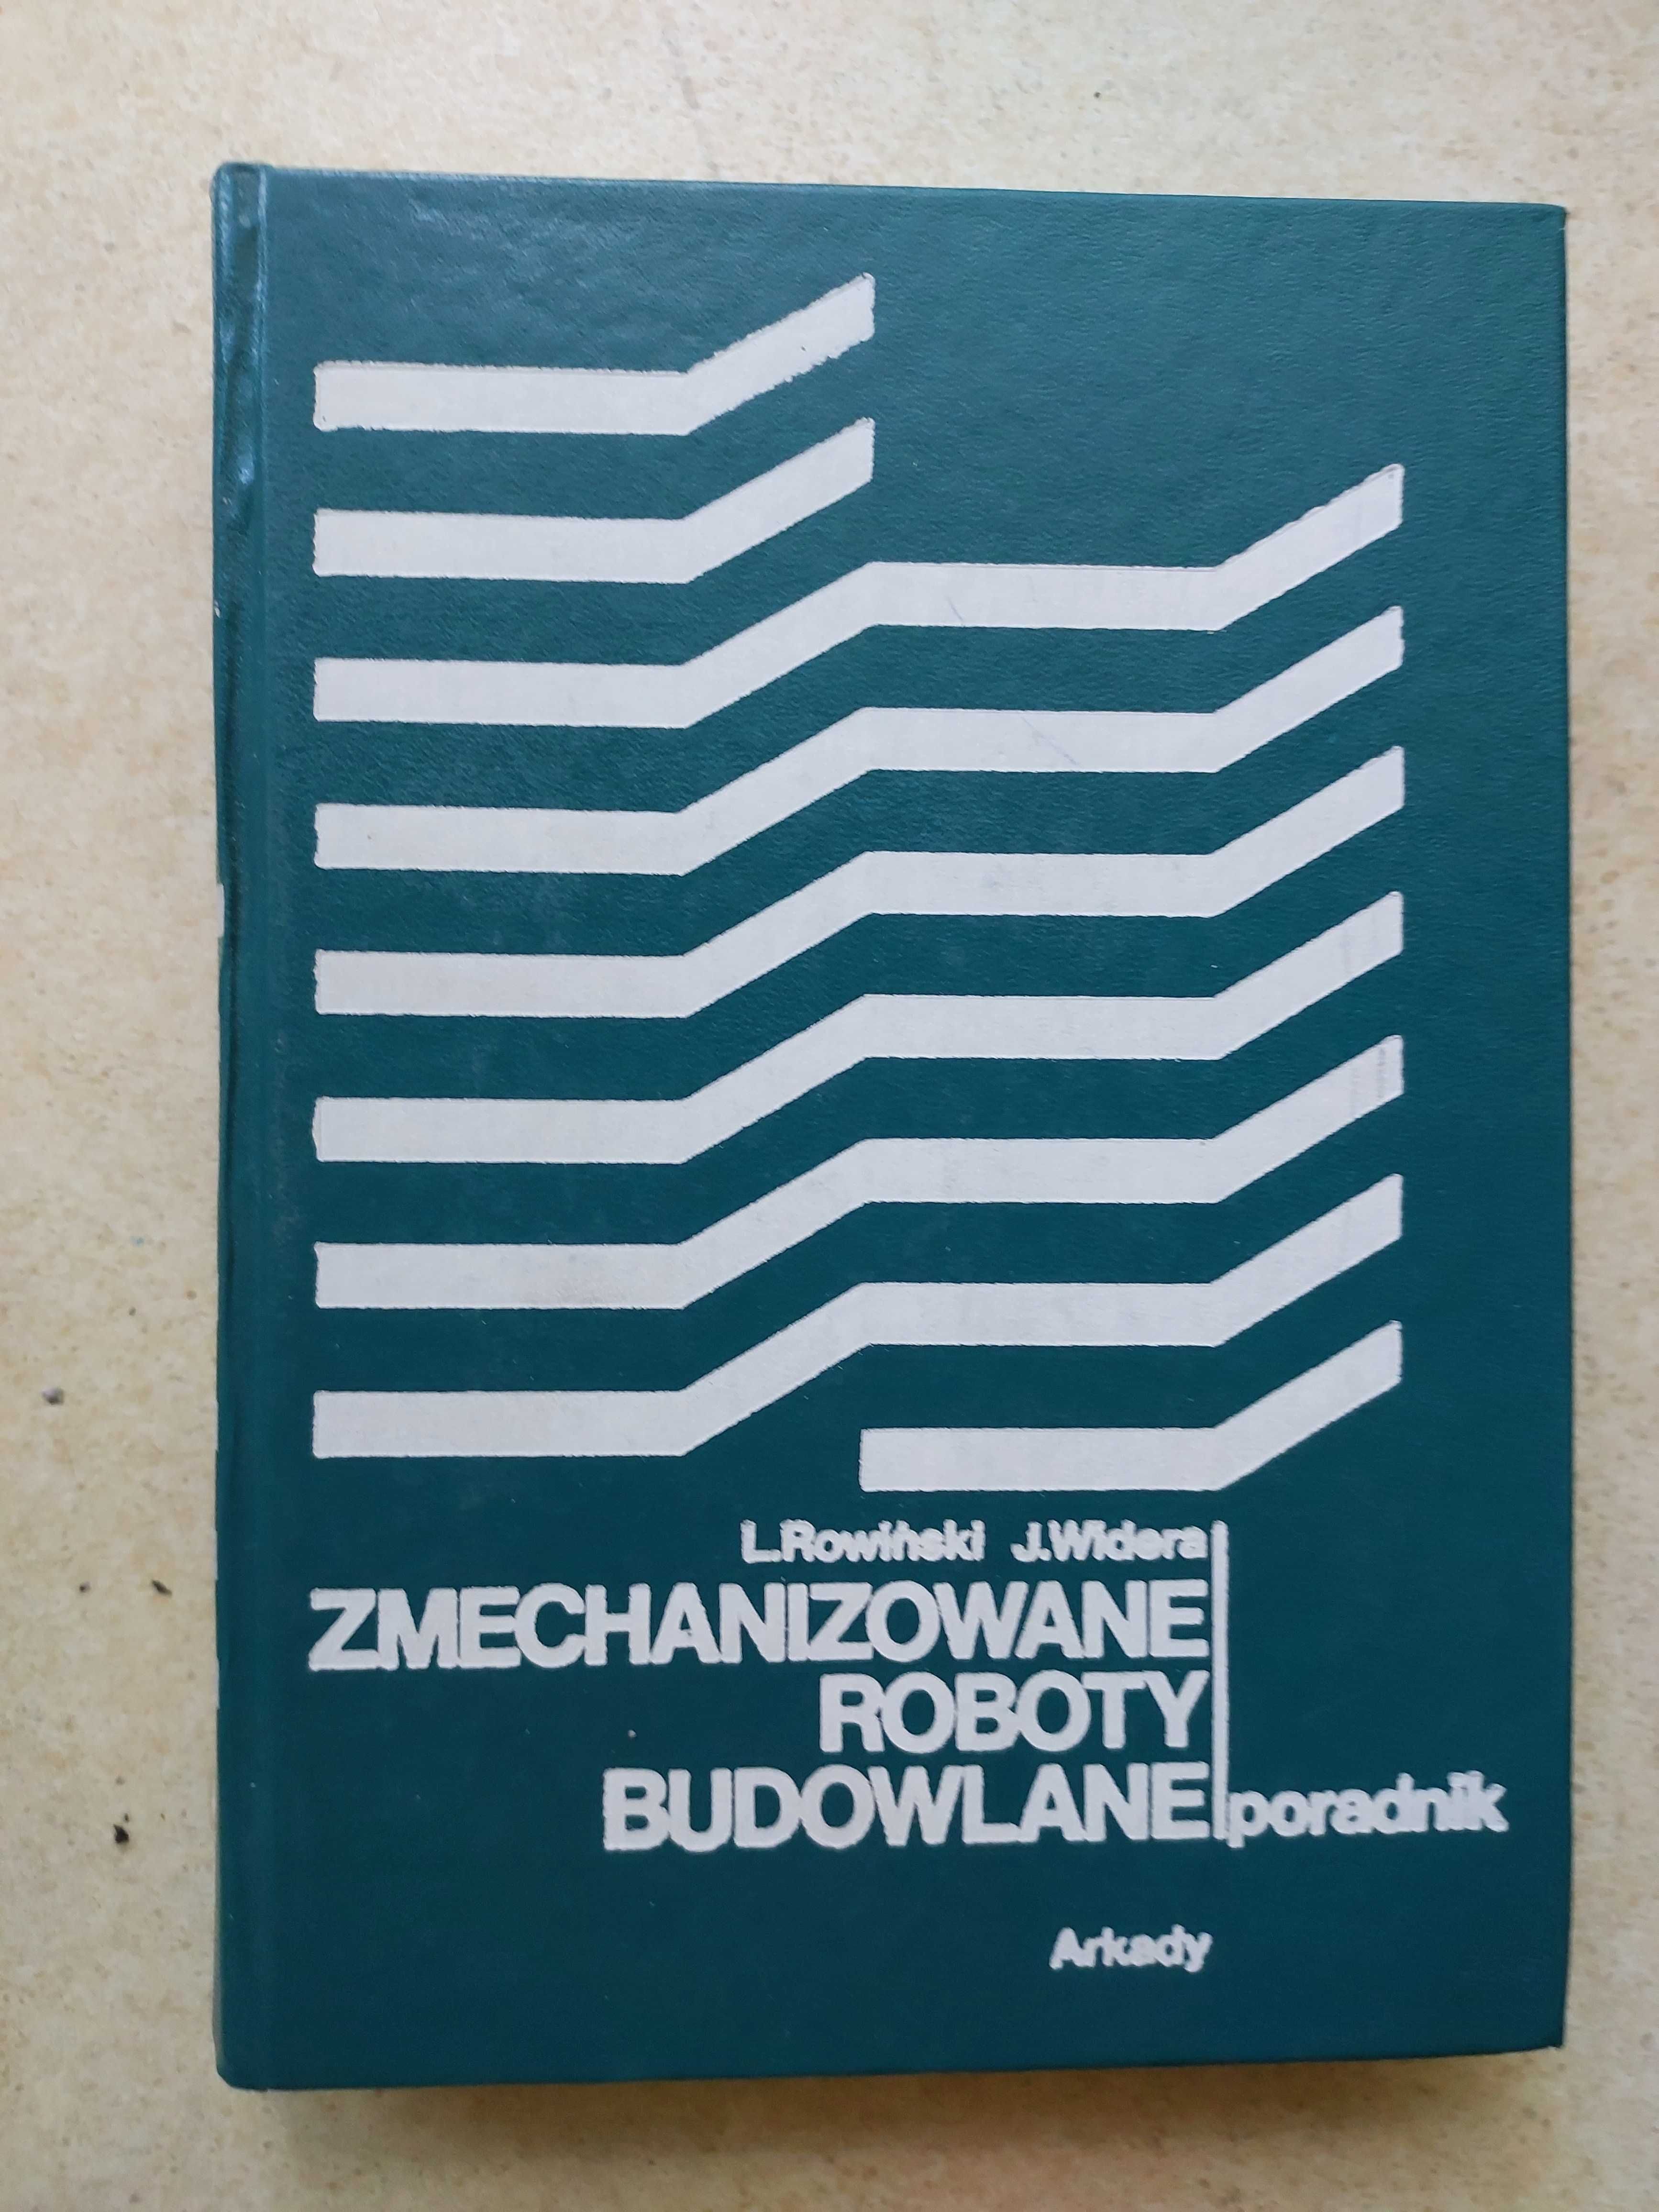 L.Rowiński J.Widera
ZMECHANIZOWANE
ROBOTY
BUDOWLANE poradnik
Arkady